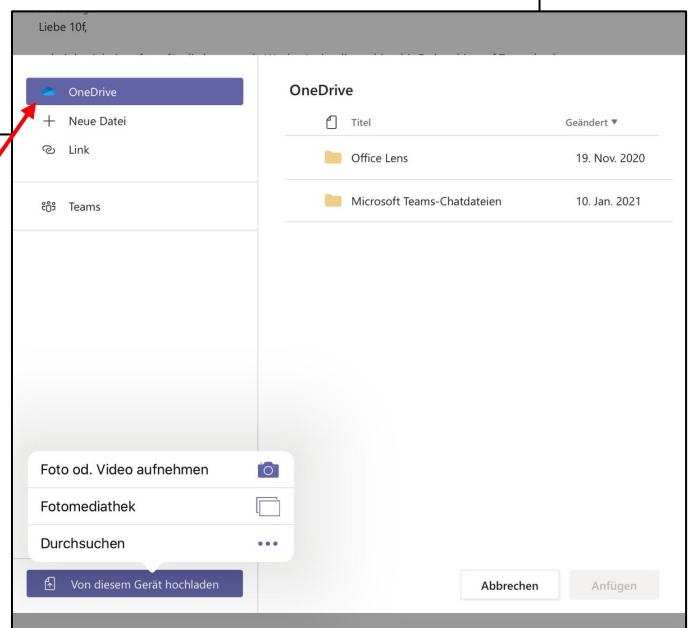 Liebe 10f,
OneDrive
Neue Datei
Link
Teams
OneDrive
Titel Geändert
Office Lens 19. Nov. 2020
Microsoft Teams-Chatdateien 10. Jan. 2021
Foto od. Video aufnehmen
Fotomediathek
Durchsuchen
Von diesem Gerät hochladen
Abbrechen Anfügen